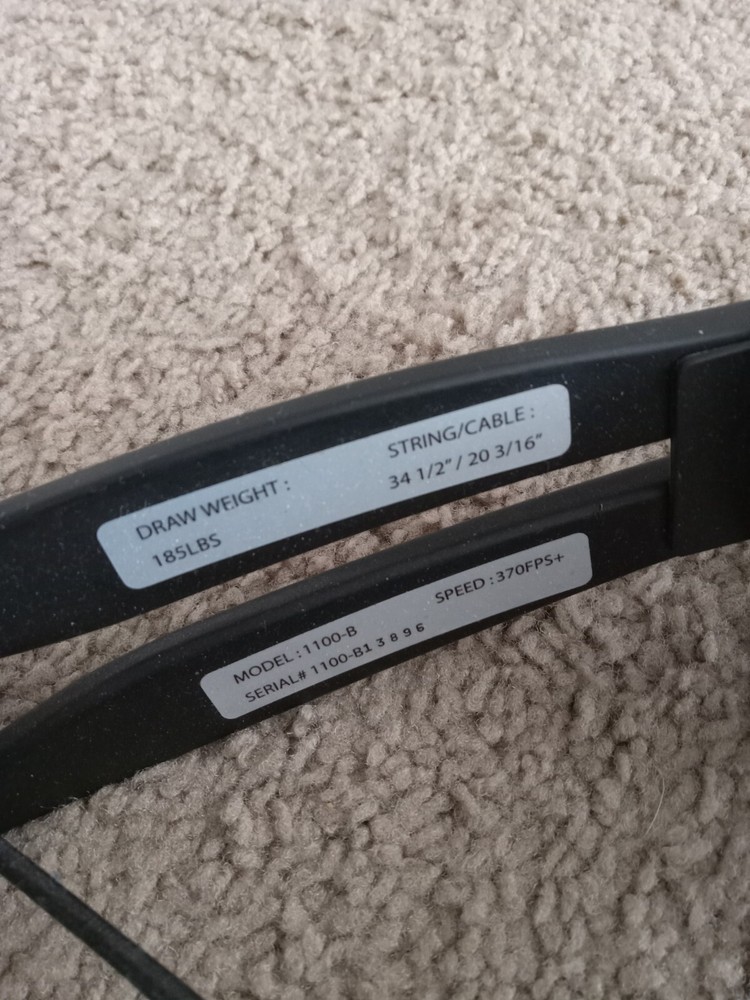 DRAW WEIGHT :
185LBS
STRING/CABLE :
34 1/2" / 20 3/16"
MODEL : 1100-B
SERIAL# 1100-B1 3 8 9 6
SPEED : 370FPS+